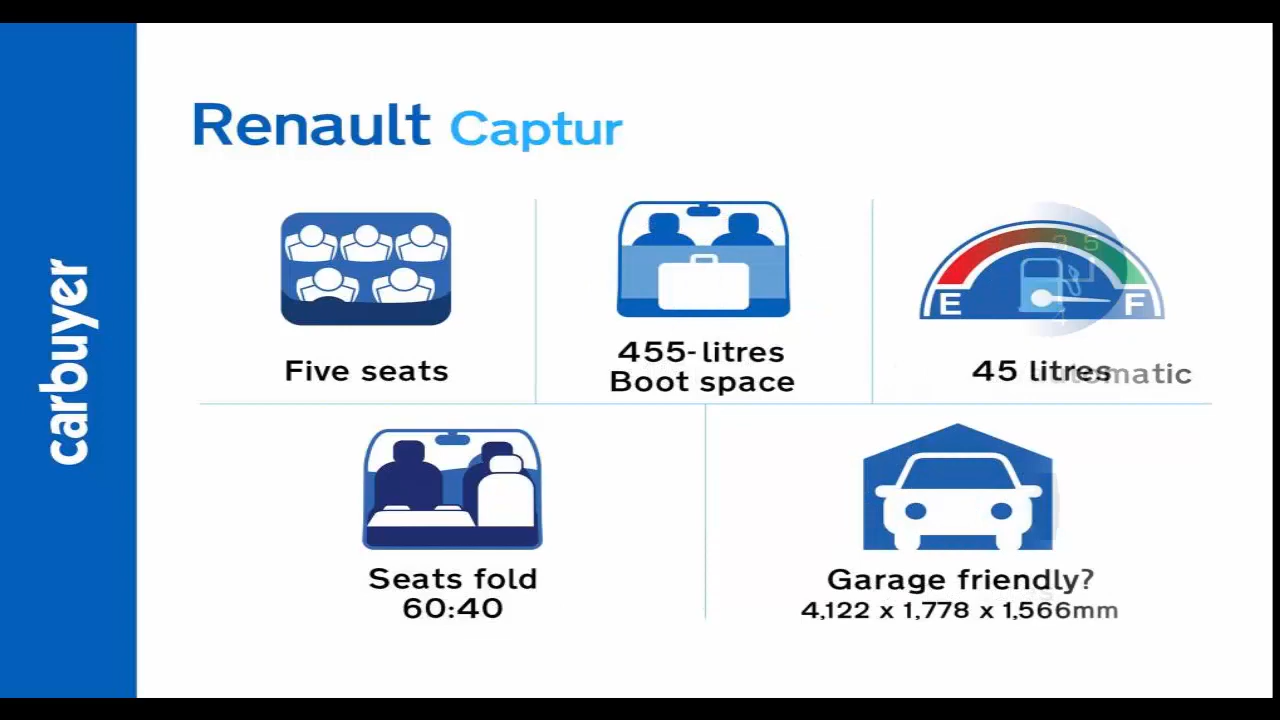 carbuyer
Renault Captur
Five seats
455-litres
Boot space
E
F
45 litres
automatic
Seats fold
60:40
Garage friendly?
4,122 x 1,778 x 1,566mm